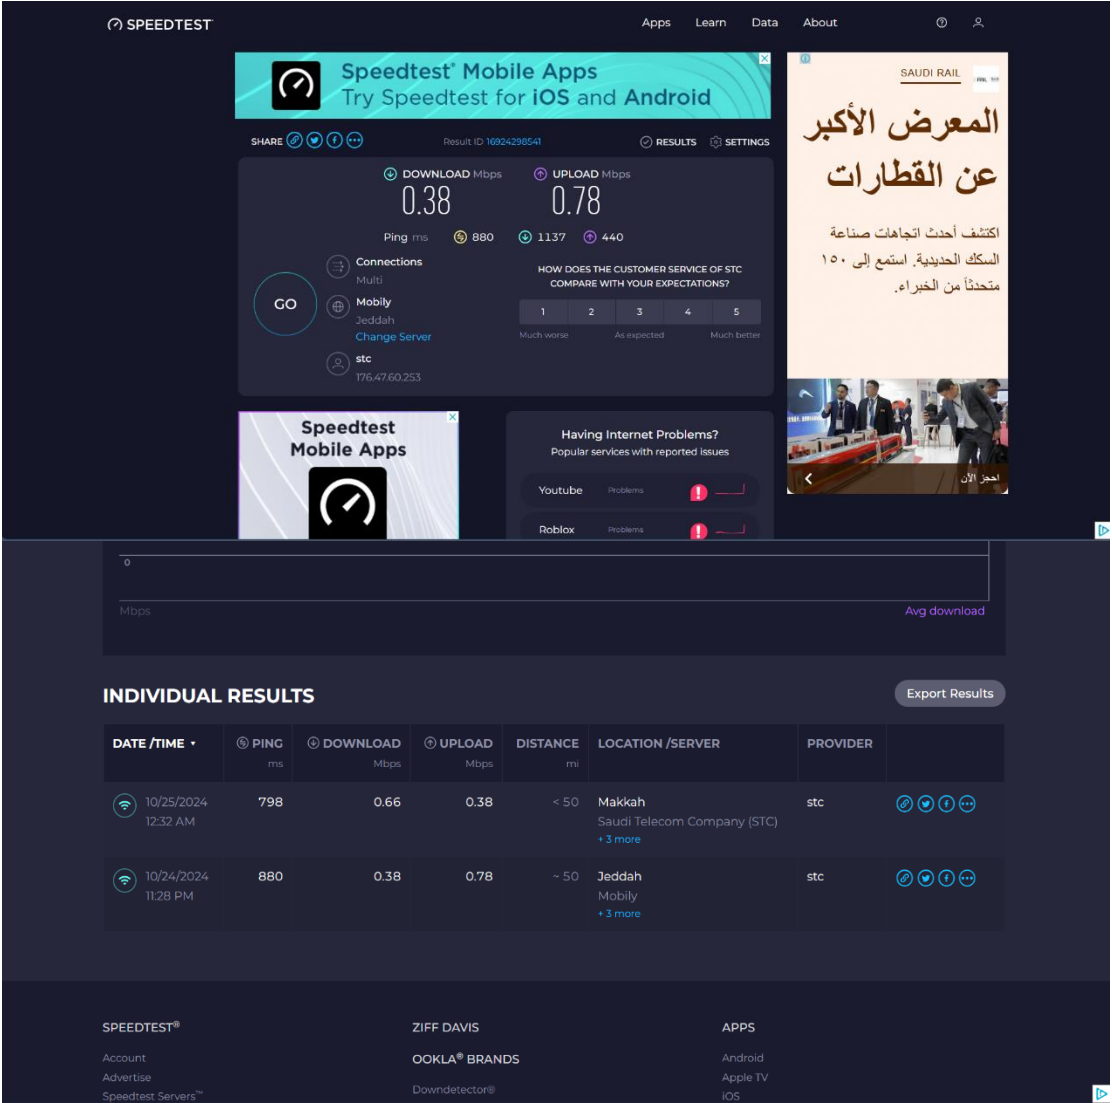 SPEEDTEST
Apps Learn Data About
Speedtest® Mobile Apps
Try Speedtest for iOS and Android
SHARE
Result ID 16924298541
RESULTS SETTINGS
DOWNLOAD Mbps
0.38
UPLOAD Mbps
0.78
Ping ms 880 1137 440
GO
Connections
Multi
Mobily
Jeddah
Change Server
stc
176.47.60.253
HOW DOES THE CUSTOMER SERVICE OF STC
COMPARE WITH YOUR EXPECTATIONS?
1 2 3 4 5
Much worse As expected Much better
SAUDI RAIL
المعرض الأكبر
عن القطارات
اكتشف أحدث اتجاهات صناعة
السكك الحديدية. استمع إلى ١٥٠
متحدثاً من الخبراء.
احجز الآن
Speedtest
Mobile Apps
Having Internet Problems?
Popular services with reported issues
Youtube Problems
Roblox Problems
0
Mbps
Avg download
INDIVIDUAL RESULTS
Export Results
DATE /TIME PING DOWNLOAD UPLOAD DISTANCE LOCATION /SERVER PROVIDER
ms Mbps Mbps mi
10/25/2024 798 0.66 0.38 < 50 Makkah stc
12:32 AM Saudi Telecom Company (STC)
+ 3 more
10/24/2024 880 0.38 0.78 ~ 50 Jeddah stc
11:28 PM Mobily
+ 3 more
SPEEDTEST®
Account
Advertise
Speedtest Servers™
ZIFF DAVIS
OOKLA® BRANDS
Downdetector®
APPS
Android
Apple TV
iOS